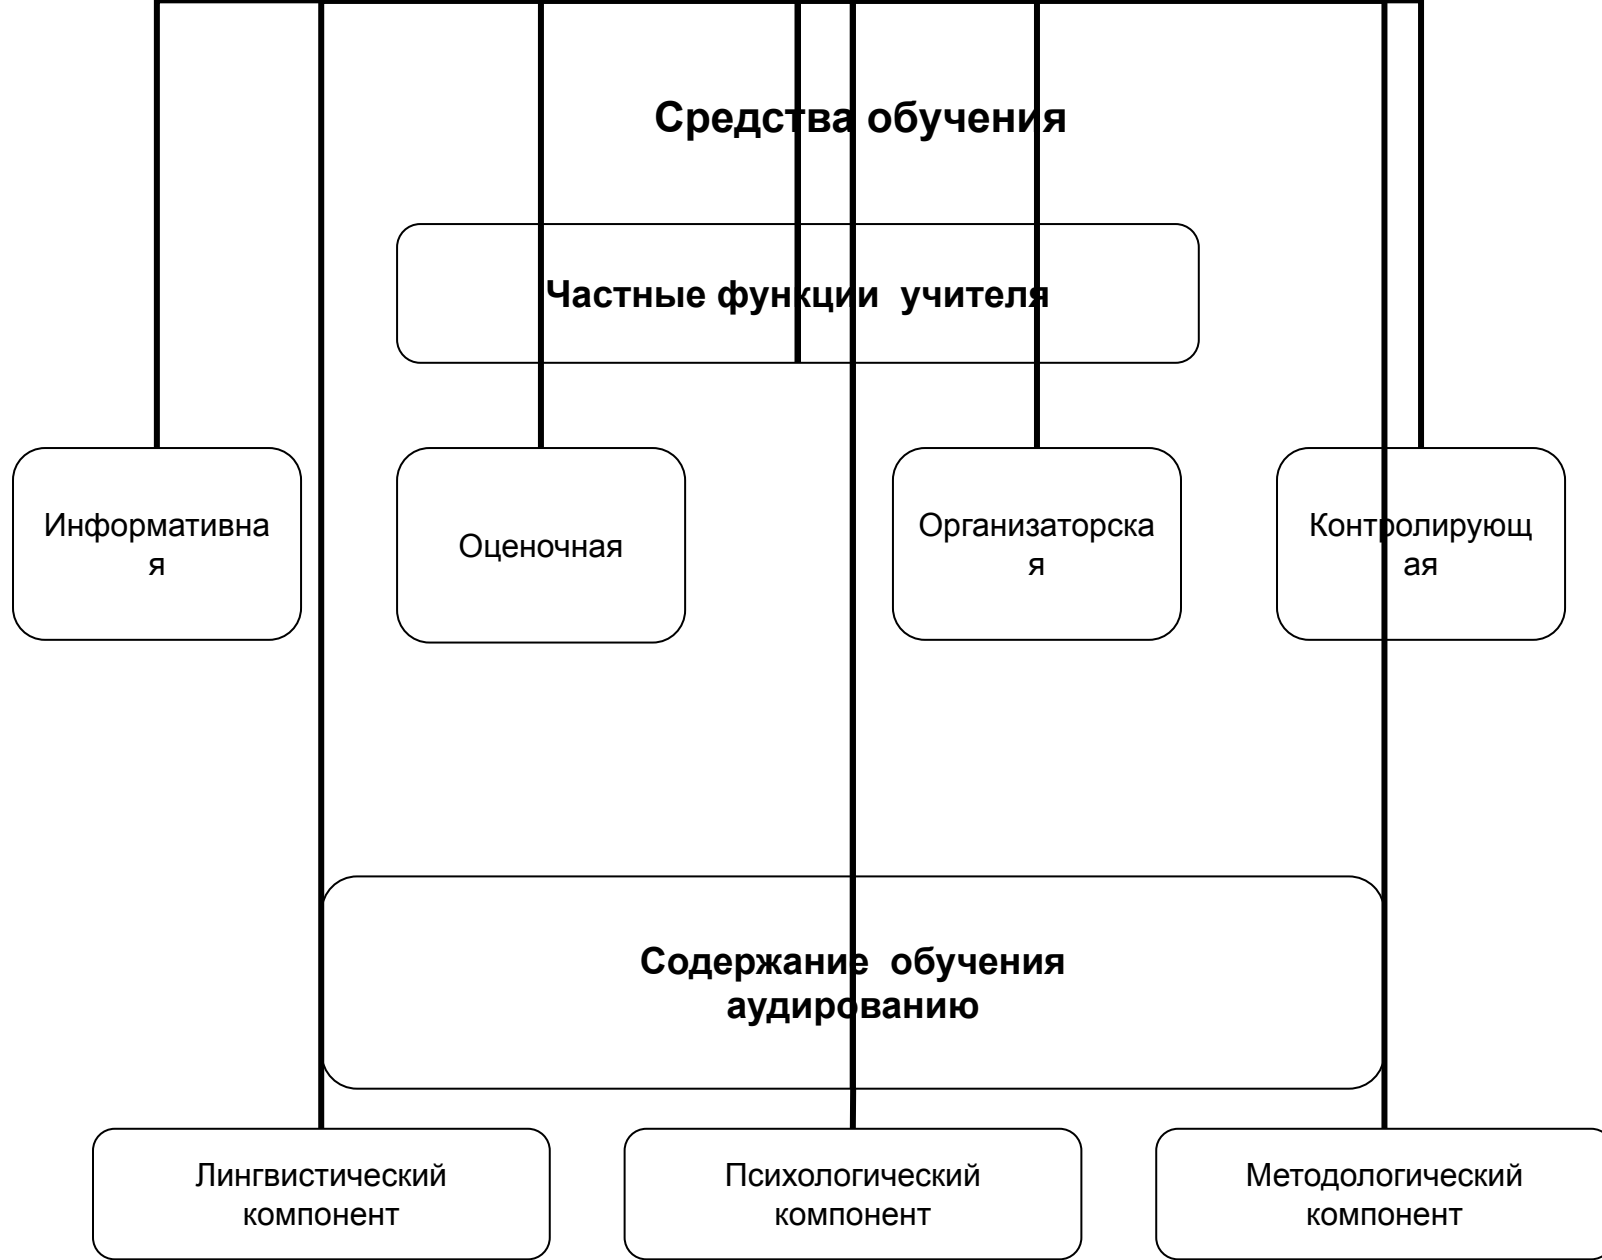 Средства обучения
Частные функции  учителя
Информативна
я
Оценочная
Организаторска
я
Контролирующ
ая
Содержание  обучения
аудированию
Лингвистический
компонент
Психологический
компонент
Методологический
компонент